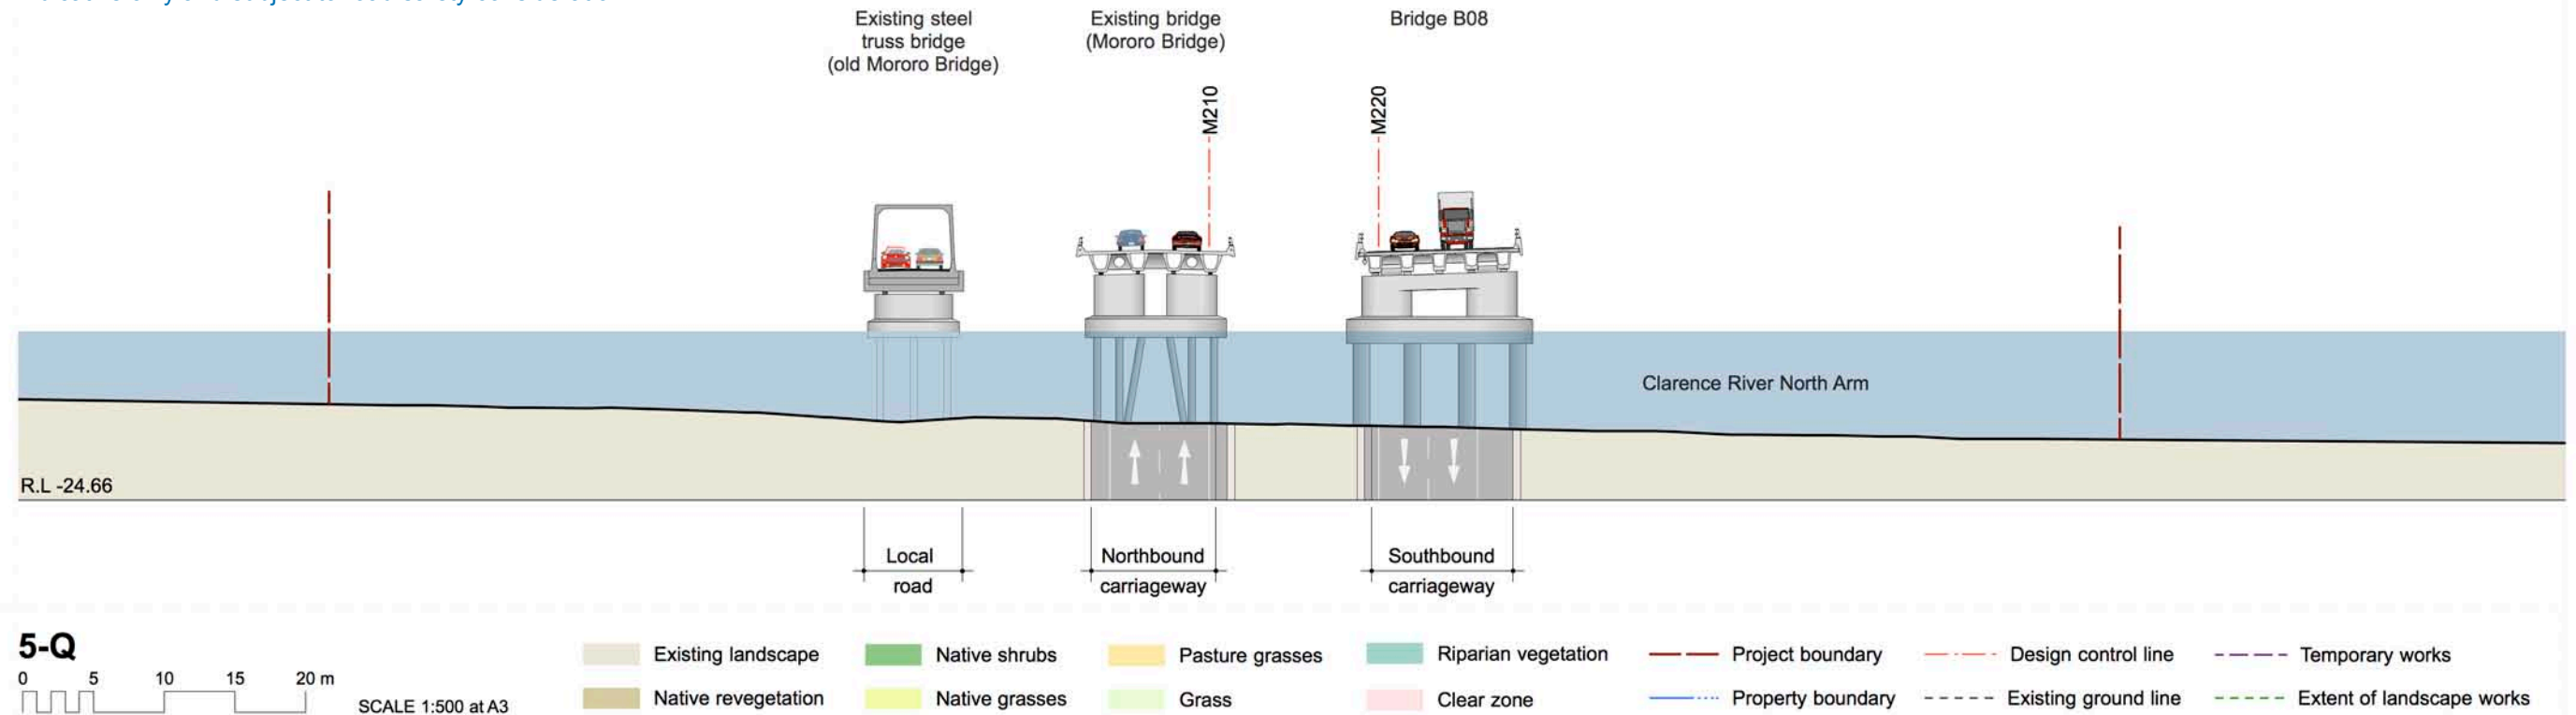 Existing steel
truss bridge
(old Mororo Bridge)
Existing bridge
(Mororo Bridge)
Bridge B08
M210
M220
Clarence River North Arm
R.L -24.66
Local
road
Northbound
carriageway
Southbound
carriageway
5-Q
0 5 10 15 20 m
SCALE 1:500 at A3
Existing landscape
Native revegetation
Native shrubs
Native grasses
Pasture grasses
Grass
Riparian vegetation
Clear zone
Project boundary
Property boundary
Design control line
Existing ground line
Temporary works
Extent of landscape works